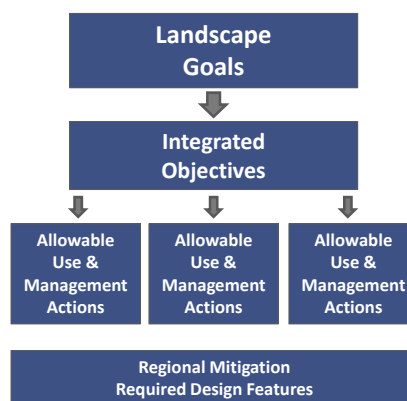 Landscape
Goals
Integrated
Objectives
Allowable
Use &
Management
Actions
Allowable
Use &
Management
Actions
Allowable
Use &
Management
Actions
Regional Mitigation
Required Design Features